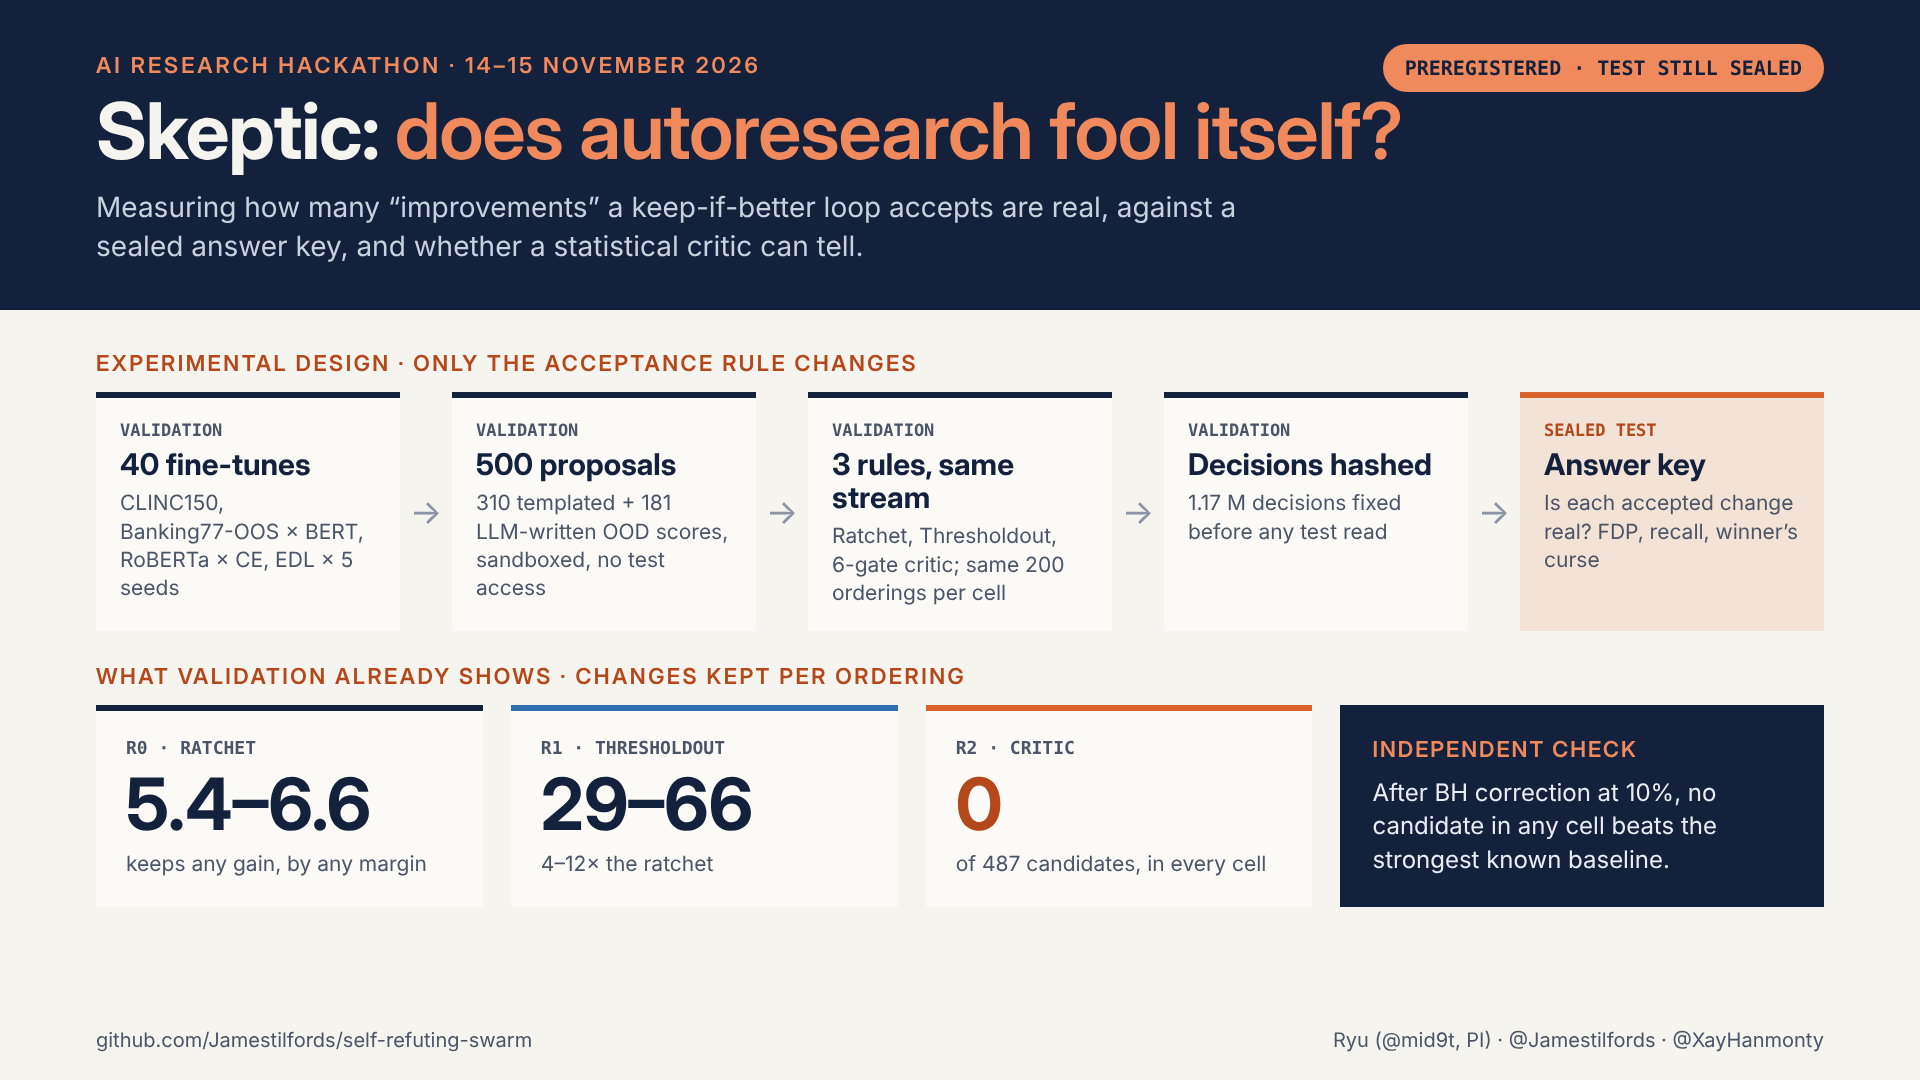 AI RESEARCH HACKATHON · 14–15 NOVEMBER 2026
PREREGISTERED · TEST STILL SEALED
Skeptic: does autoresearch fool itself?
Measuring how many “improvements” a keep-if-better loop accepts are real, against a
sealed answer key, and whether a statistical critic can tell.
EXPERIMENTAL DESIGN · ONLY THE ACCEPTANCE RULE CHANGES
VALIDATION
40 fine-tunes
CLINC150,
Banking77-OOS × BERT,
RoBERTa × CE, EDL × 5
seeds
→
VALIDATION
500 proposals
310 templated + 181
LLM-written OOD scores,
sandboxed, no test
access
→
VALIDATION
3 rules, same
stream
Ratchet, Thresholdout,
6-gate critic; same 200
orderings per cell
→
VALIDATION
Decisions hashed
1.17 M decisions fixed
before any test read
→
SEALED TEST
Answer key
Is each accepted change
real? FDP, recall, winner’s
curse
WHAT VALIDATION ALREADY SHOWS · CHANGES KEPT PER ORDERING
R0 · RATCHET
5.4–6.6
keeps any gain, by any margin
R1 · THRESHOLDOUT
29–66
4–12× the ratchet
R2 · CRITIC
0
of 487 candidates, in every cell
INDEPENDENT CHECK
After BH correction at 10%, no
candidate in any cell beats the
strongest known baseline.
github.com/Jamestilfords/self-refuting-swarm
Ryu (@mid9t, PI) · @Jamestilfords · @XayHanmonty